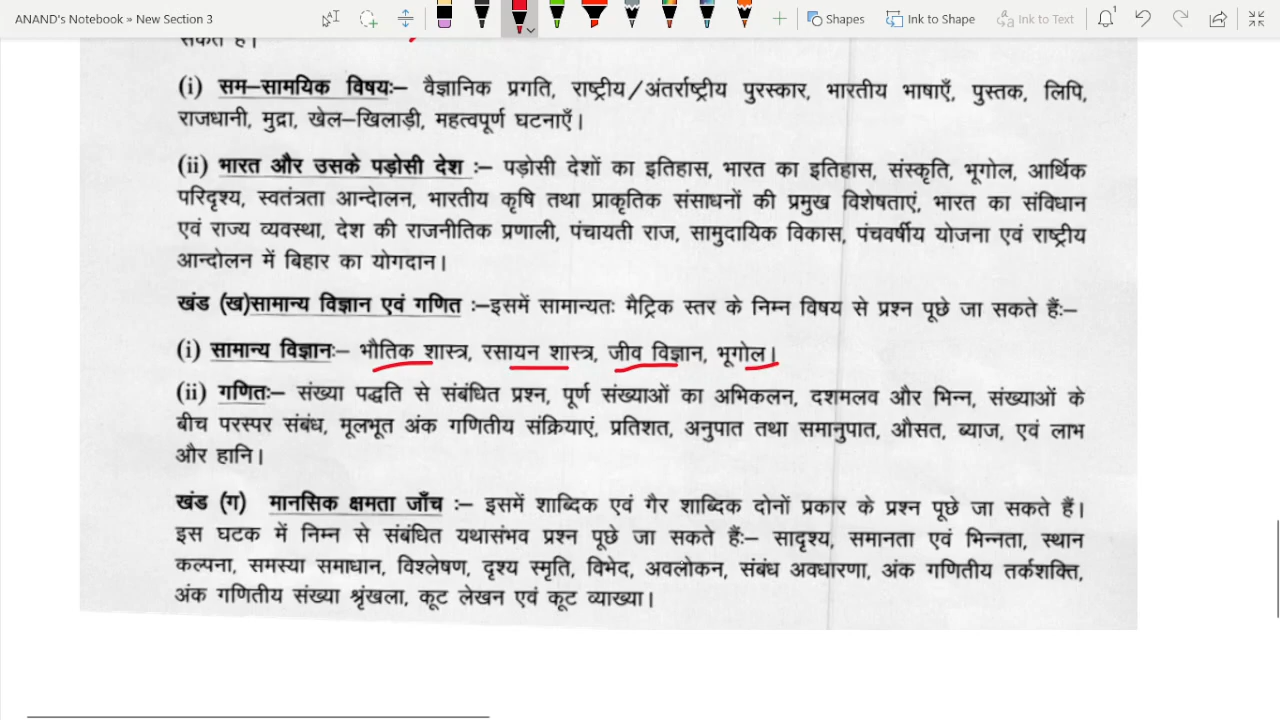 ANAND's Notebook » New Section 3
Shapes
Ink to Shape
Ink to Text
1
सकते हैं।
(i) सम–सामयिक विषयः– वैज्ञानिक प्रगति, राष्ट्रीय/अंतर्राष्ट्रीय पुरस्कार, भारतीय भाषाएँ, पुस्तक, लिपि,
राजधानी, मुद्रा, खेल–खिलाड़ी, महत्वपूर्ण घटनाएँ।
(ii) भारत और उसके पड़ोसी देश :– पड़ोसी देशों का इतिहास, भारत का इतिहास, संस्कृति, भूगोल, आर्थिक
परिदृश्य, स्वतंत्रता आन्दोलन, भारतीय कृषि तथा प्राकृतिक संसाधनों की प्रमुख विशेषताएं, भारत का संविधान
एवं राज्य व्यवस्था, देश की राजनीतिक प्रणाली, पंचायती राज, सामुदायिक विकास, पंचवर्षीय योजना एवं राष्ट्रीय
आन्दोलन में बिहार का योगदान।
खंड (ख)सामान्य विज्ञान एवं गणित :–इसमें सामान्यतः मैट्रिक स्तर के निम्न विषय से प्रश्न पूछे जा सकते हैंः–
(i) सामान्य विज्ञानः– भौतिक शास्त्र, रसायन शास्त्र, जीव विज्ञान, भूगोल।
(ii) गणितः– संख्या पद्धति से संबंधित प्रश्न, पूर्ण संख्याओं का अभिकलन, दशमलव और भिन्न, संख्याओं के
बीच परस्पर संबंध, मूलभूत अंक गणितीय संक्रियाएं, प्रतिशत, अनुपात तथा समानुपात, औसत, ब्याज, एवं लाभ
और हानि।
खंड (ग) मानसिक क्षमता जाँच :– इसमें शाब्दिक एवं गैर शाब्दिक दोनों प्रकार के प्रश्न पूछे जा सकते हैं।
इस घटक में निम्न से संबंधित यथासंभव प्रश्न पूछे जा सकते हैंः– सादृश्य, समानता एवं भिन्नता, स्थान
कल्पना, समस्या समाधान, विश्लेषण, दृश्य स्मृति, विभेद, अवलोकन, संबंध अवधारणा, अंक गणितीय तर्कशक्ति,
अंक गणितीय संख्या श्रृंखला, कूट लेखन एवं कूट व्याख्या।